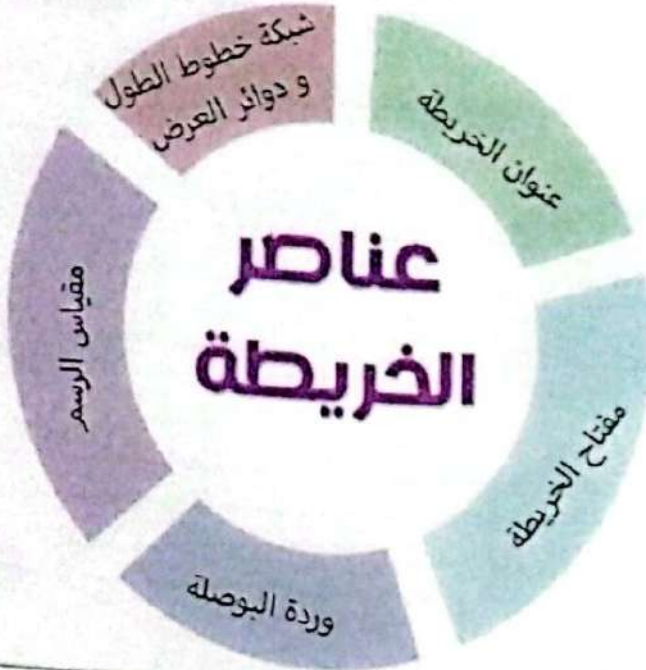 عناصر
الخريطة
عنوان الخريطة
مفتاح الخريطة
وردة البوصلة
مقياس الرسم
شبكة خطوط الطول
و دوائر العرض